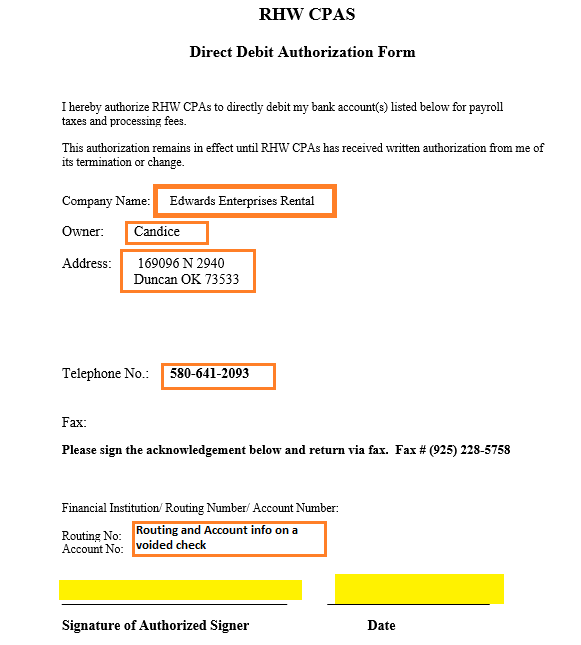 RHW CPAS
Direct Debit Authorization Form
I hereby authorize RHW CPAs to directly debit my bank account(s) listed below for payroll
taxes and processing fees.
This authorization remains in effect until RHW CPAs has received written authorization from me of
its termination or change.
Company Name: Edwards Enterprises Rental
Owner: Candice
Address: 169096 N 2940
Duncan OK 73533
Telephone No.: 580-641-2093
Fax:
Please sign the acknowledgement below and return via fax. Fax # (925) 228-5758
Financial Institution/ Routing Number/ Account Number:
Routing No: Routing and Account info on a
Account No: voided check
Signature of Authorized Signer Date